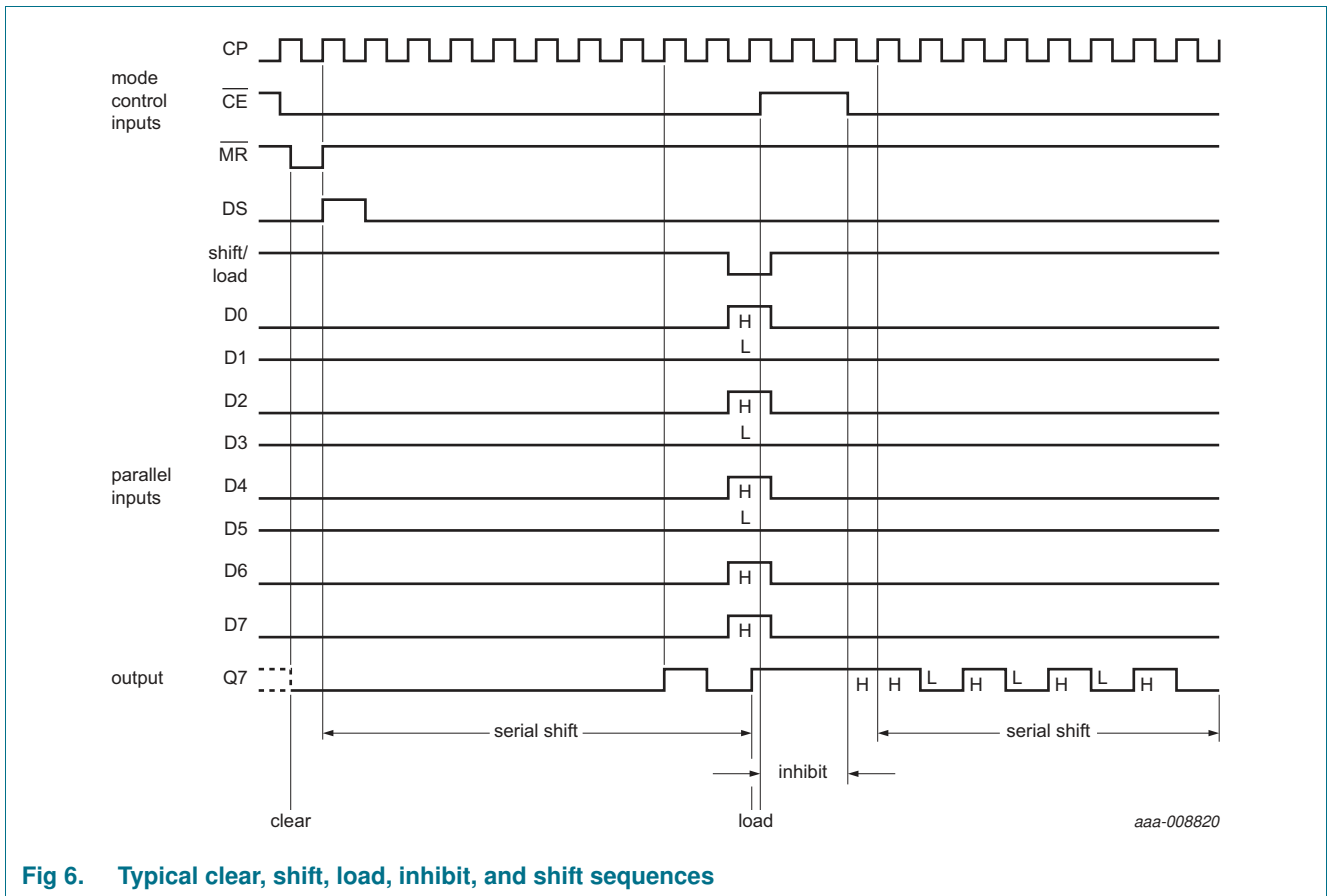 CP
mode
control
inputs
CE
MR
DS
shift/
load
D0
H
D1
L
D2
H
D3
L
parallel
inputs
D4
H
D5
L
D6
H
D7
H
output
Q7
H H L H L H L H
serial shift
serial shift
inhibit
clear
load
aaa-008820
Fig 6. Typical clear, shift, load, inhibit, and shift sequences